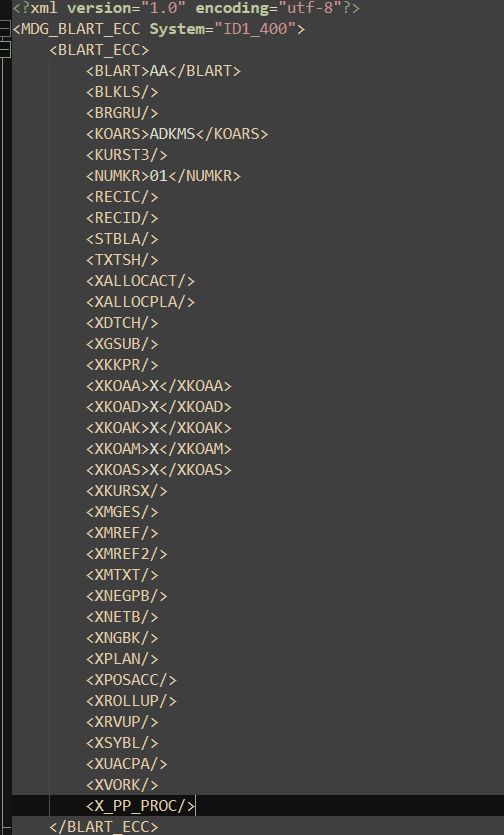 <?xml version="1.0" encoding="utf-8"?>
<MDG_BLART_ECC System="ID1_400">
<BLART_ECC>
<BLART>AA</BLART>
<BLKLS/>
<BRGRU/>
<KOARS>ADKMS</KOARS>
<KURST3/>
<NUMKR>01</NUMKR>
<RECIC/>
<RECID/>
<STBLA/>
<TXTSH/>
<XALLOCACT/>
<XALLOCPLA/>
<XDTCH/>
<XGSUB/>
<XKKPR/>
<XKOAA>X</XKOAA>
<XKOAD>X</XKOAD>
<XKOAK>X</XKOAK>
<XKOAM>X</XKOAM>
<XKOAS>X</XKOAS>
<XKURSX/>
<XMGES/>
<XMREF/>
<XMREF2/>
<XMTXT/>
<XNEGPB/>
<XNETB/>
<XNGBK/>
<XPLAN/>
<XPOSACC/>
<XROLLUP/>
<XRVUP/>
<XSYBL/>
<XUACPA/>
<XVORK/>
<X_PP_PROC/>
</BLART_ECC>